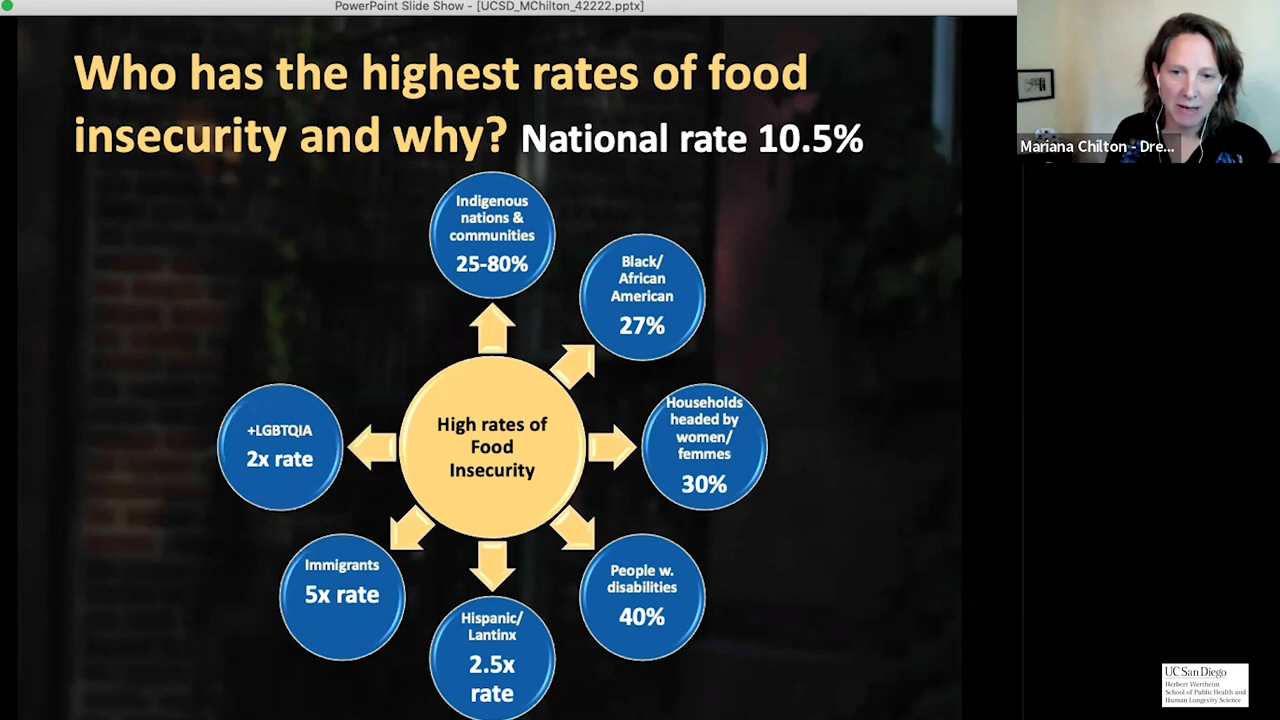 PowerPoint Slide Show - [UCSD_MChilton_42222.pptx]
Who has the highest rates of food
insecurity and why? National rate 10.5%
Indigenous
nations &
communities
25-80%
Black/
African
American
27%
Households
headed by
women/
femmes
30%
People w.
disabilities
40%
Hispanic/
Lantinx
2.5x
rate
Immigrants
5x rate
+LGBTQIA
2x rate
High rates of
Food
Insecurity
Mariana Chilton - Dre...
UC San Diego
Herbert Wertheim
School of Public Health and
Human Longevity Science